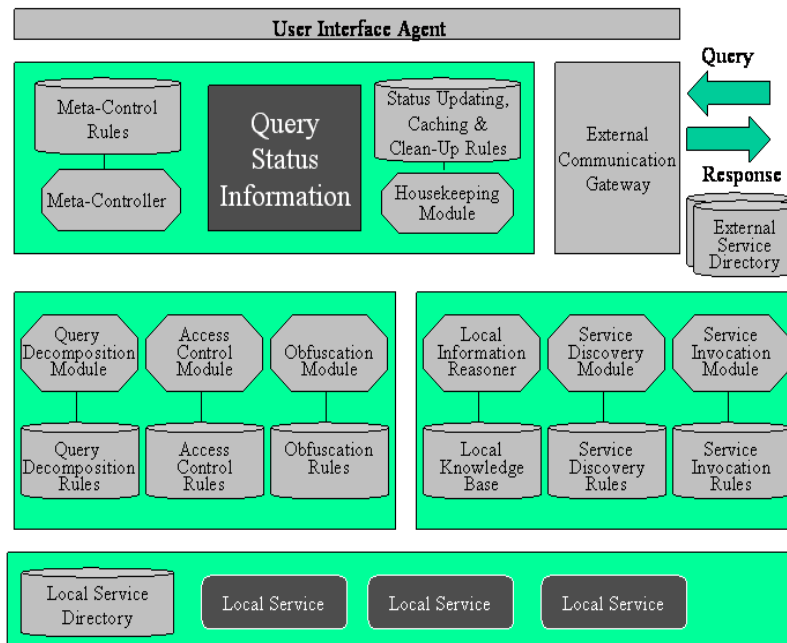 User Interface Agent
Meta-Control
Rules
Meta-Controller
Query
Status
Information
Status Updating,
Caching &
Clean-Up Rules
Housekeeping
Module
External
Communication
Gateway
Query
Response
External
Service
Directory
Query
Decomposition
Module
Access
Control
Module
Obfuscation
Module
Query
Decomposition
Rules
Access
Control
Rules
Obfuscation
Rules
Local
Information
Reasoner
Service
Discovery
Module
Service
Invocation
Module
Local
Knowledge
Base
Service
Discovery
Rules
Service
Invocation
Rules
Local Service
Directory
Local Service
Local Service
Local Service